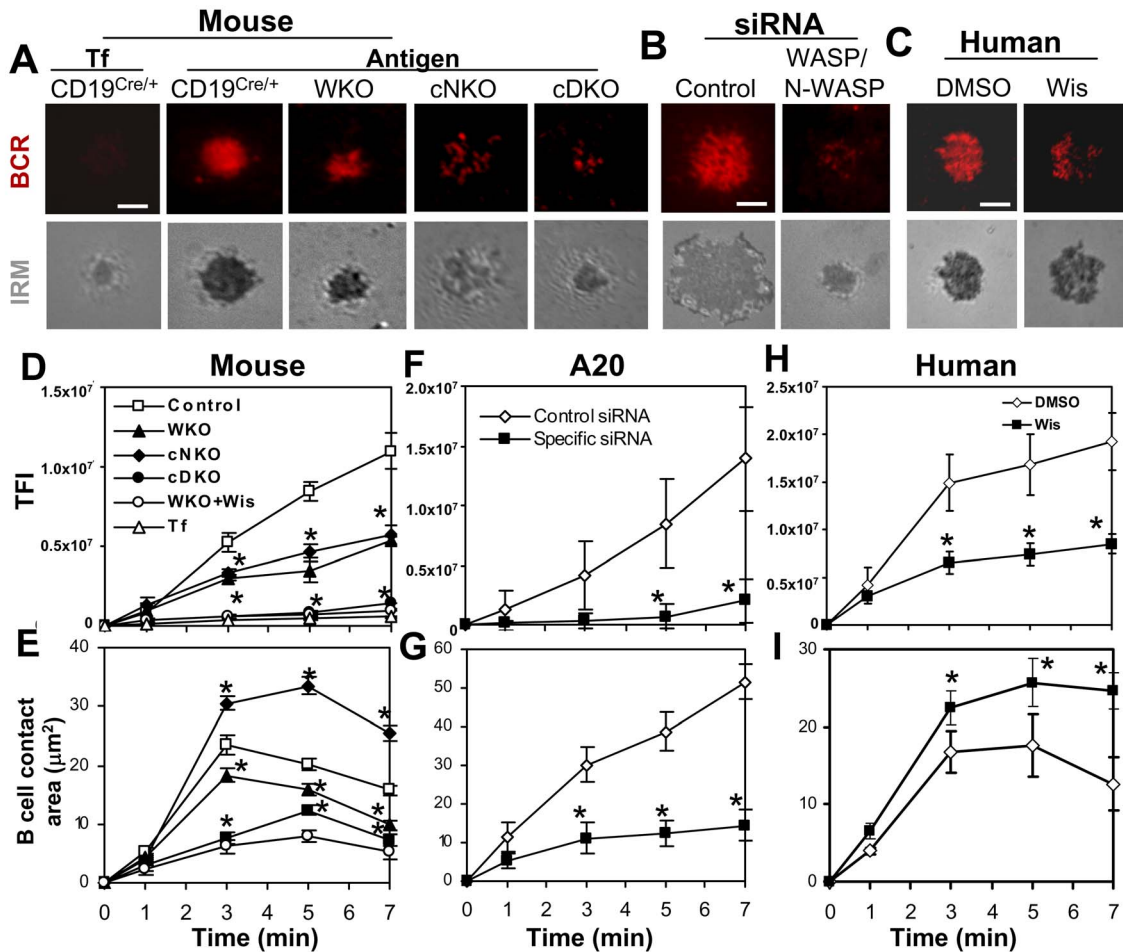 Mouse
siRNA
Human
A
Tf
Antigen
B
WASP/
C
CD19Cre/+
CD19Cre/+
WKO
cNKO
cDKO
Control
N-WASP
DMSO
Wis
BCR
IRM
D
Mouse
F
A20
H
Human
TFI
1.5x10⁷
1.0x10⁷
0.5x10⁷
0
Control
WKO
cNKO
cDKO
WKO+Wis
Tf
*
*
*
*
*
*
2.0x10⁷
1.5x10⁷
1.0x10⁷
0.5x10⁷
0
Control siRNA
Specific siRNA
*
*
*
2.5x10⁷
2.0x10⁷
1.5x10⁷
1.0x10⁷
0.5x10⁷
0
DMSO
Wis
*
*
*
E
B cell contact
area (μm²)
40
30
20
10
0
*
*
*
*
*
*
*
*
*
0
1
2
3
4
5
6
7
Time (min)
G
60
50
40
30
20
10
0
*
*
*
0
1
2
3
4
5
6
7
Time (min)
I
30
20
10
0
*
*
*
0
1
2
3
4
5
6
7
Time (min)